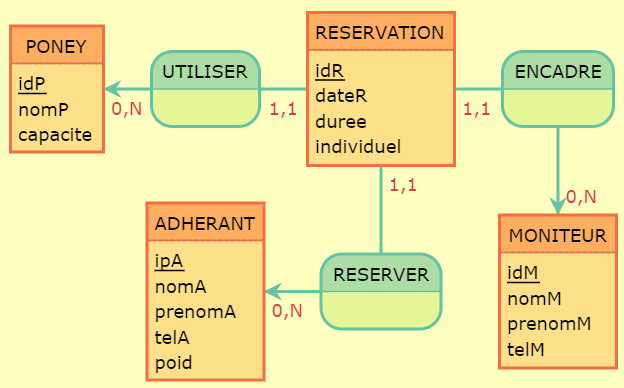 PONEY
idP
nomP
capacite
UTILISER
0,N
1,1
RESERVATION
idR
dateR
duree
individuel
1,1
ENCADRE
1,1
0,N
ADHERANT
ipA
nomA
prenomA
telA
poid
RESERVER
0,N
MONITEUR
idM
nomM
prenomM
telM